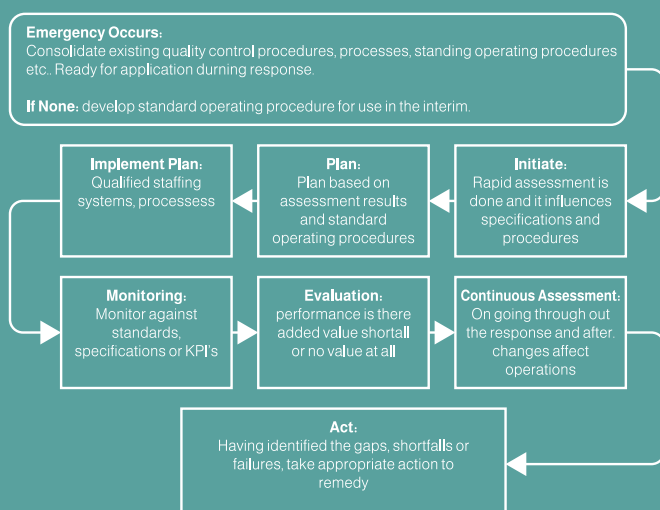 Emergency Occurs:
Consolidate existing quality control procedures, processes, standing operating procedures
etc.. Ready for application durning response.
If None: develop standard operating procedure for use in the interim.
Initiate:
Rapid assessment is
done and it influences
specifications and
procedures
Plan:
Plan based on
assessment results
and standard
operating procedures
Implement Plan:
Qualified staffing
systems, processess
Monitoring:
Monitor against
standards,
specifications or KPI's
Evaluation:
performance is there
added value shortall
or no value at all
Continuous Assessment:
On going through out
the response and after.
changes affect
operations
Act:
Having identified the gaps, shortfalls or
failures, take appropriate action to
remedy